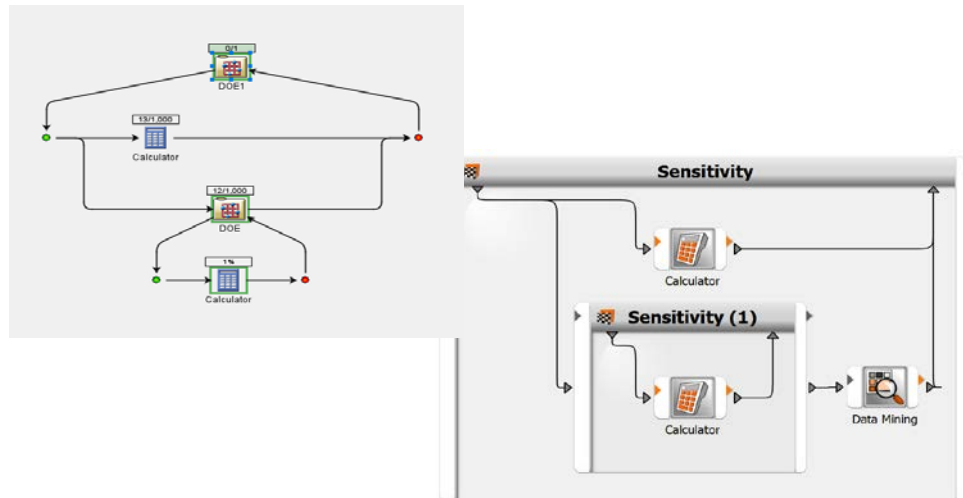 0/1
DOE1
13/1,000
Calculator
12/1,000
DOE
1%
Calculator
Sensitivity
Calculator
Sensitivity (1)
Calculator
Data Mining